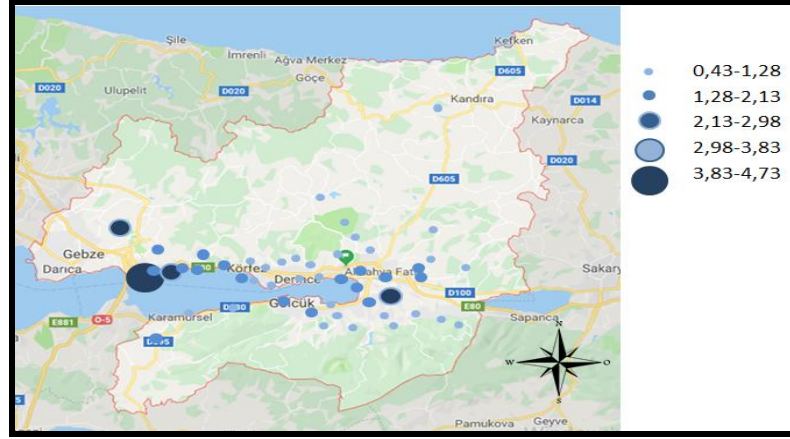 Şile
Kefken
İmrenli
Ağva Merkez
Göçe
D605
D020
Ulupelit
D020
Kandıra
D014
Kaynarca
D020
D605
Gebze
Darıca
80
Körfez
Derince
Sakary
D100
E80
Gölcük
Karamürsel
E881
O-5
Sapanca
N
W
O
S
Pamukova
Geyve
0,43-1,28
1,28-2,13
2,13-2,98
2,98-3,83
3,83-4,73